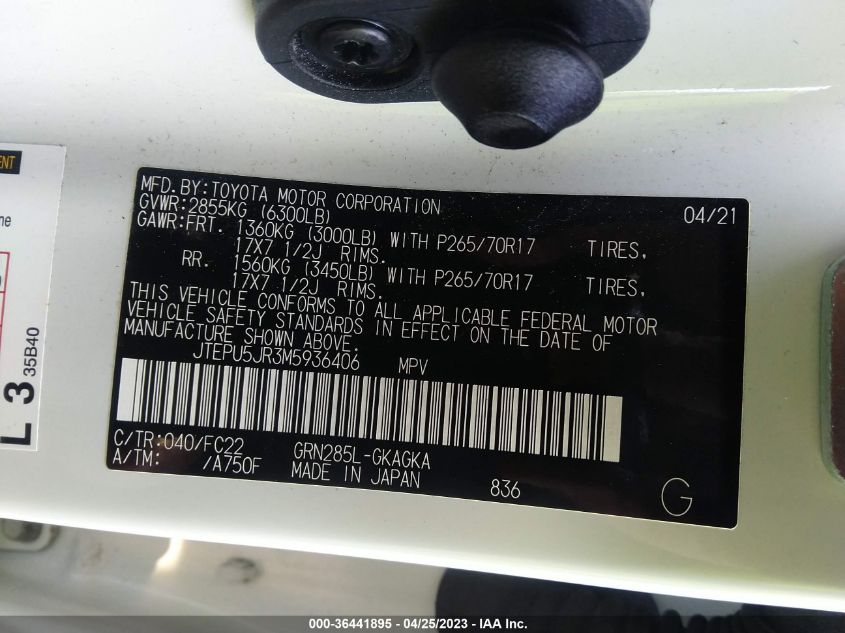 MFD.BY:TOYOTA MOTOR CORPORATION 04/21
GVWR:2855KG (6300LB)
GAWR:FRT. 1360KG (3000LB) WITH P265/70R17 TIRES,
17X7 1/2J RIMS.
RR. 1560KG (3450LB) WITH P265/70R17 TIRES,
17X7 1/2J RIMS.
THIS VEHICLE CONFORMS TO ALL APPLICABLE FEDERAL MOTOR
VEHICLE SAFETY STANDARDS IN EFFECT ON THE DATE OF
MANUFACTURE SHOWN ABOVE.
JTEPU5JR3M5936406 MPV
C/TR:040/FC22 GRN285L-GKAGKA
A/TM: /A750F MADE IN JAPAN 836 G
L 3 35B40
000-36441895 - 04/25/2023 - IAA Inc.